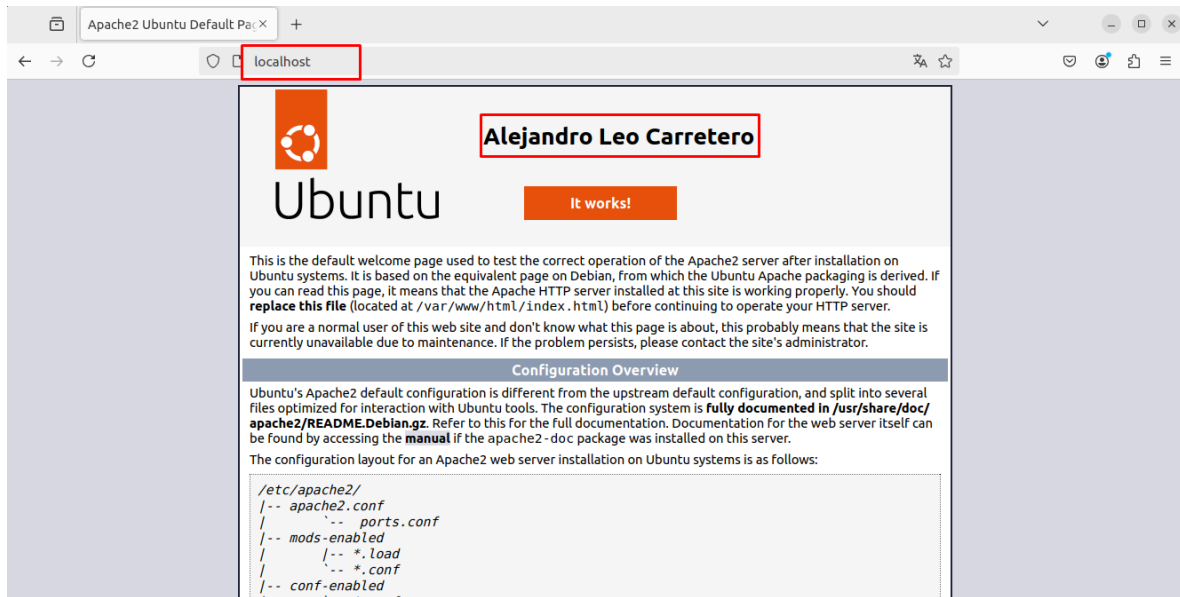 Apache2 Ubuntu Default Pag
localhost
Alejandro Leo Carretero
Ubuntu
It works!
This is the default welcome page used to test the correct operation of the Apache2 server after installation on
Ubuntu systems. It is based on the equivalent page on Debian, from which the Ubuntu Apache packaging is derived. If
you can read this page, it means that the Apache HTTP server installed at this site is working properly. You should
replace this file (located at /var/www/html/index.html) before continuing to operate your HTTP server.
If you are a normal user of this web site and don't know what this page is about, this probably means that the site is
currently unavailable due to maintenance. If the problem persists, please contact the site's administrator.
Configuration Overview
Ubuntu's Apache2 default configuration is different from the upstream default configuration, and split into several
files optimized for interaction with Ubuntu tools. The configuration system is fully documented in /usr/share/doc/
apache2/README.Debian.gz. Refer to this for the full documentation. Documentation for the web server itself can
be found by accessing the manual if the apache2-doc package was installed on this server.
The configuration layout for an Apache2 web server installation on Ubuntu systems is as follows:
/etc/apache2/
|-- apache2.conf
|       `--  ports.conf
|-- mods-enabled
|       |-- *.load
|       `-- *.conf
|-- conf-enabled